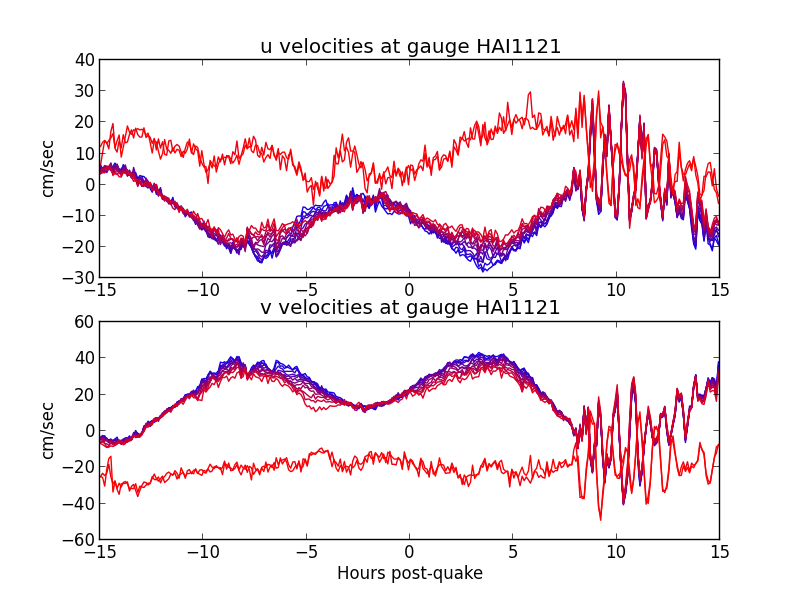 u velocities at gauge HAI1121
40
30
20
10
0
−10
−20
−30
cm/sec
−15 −10 −5 0 5 10 15
v velocities at gauge HAI1121
60
40
20
0
−20
−40
−60
cm/sec
−15 −10 −5 0 5 10 15
Hours post-quake